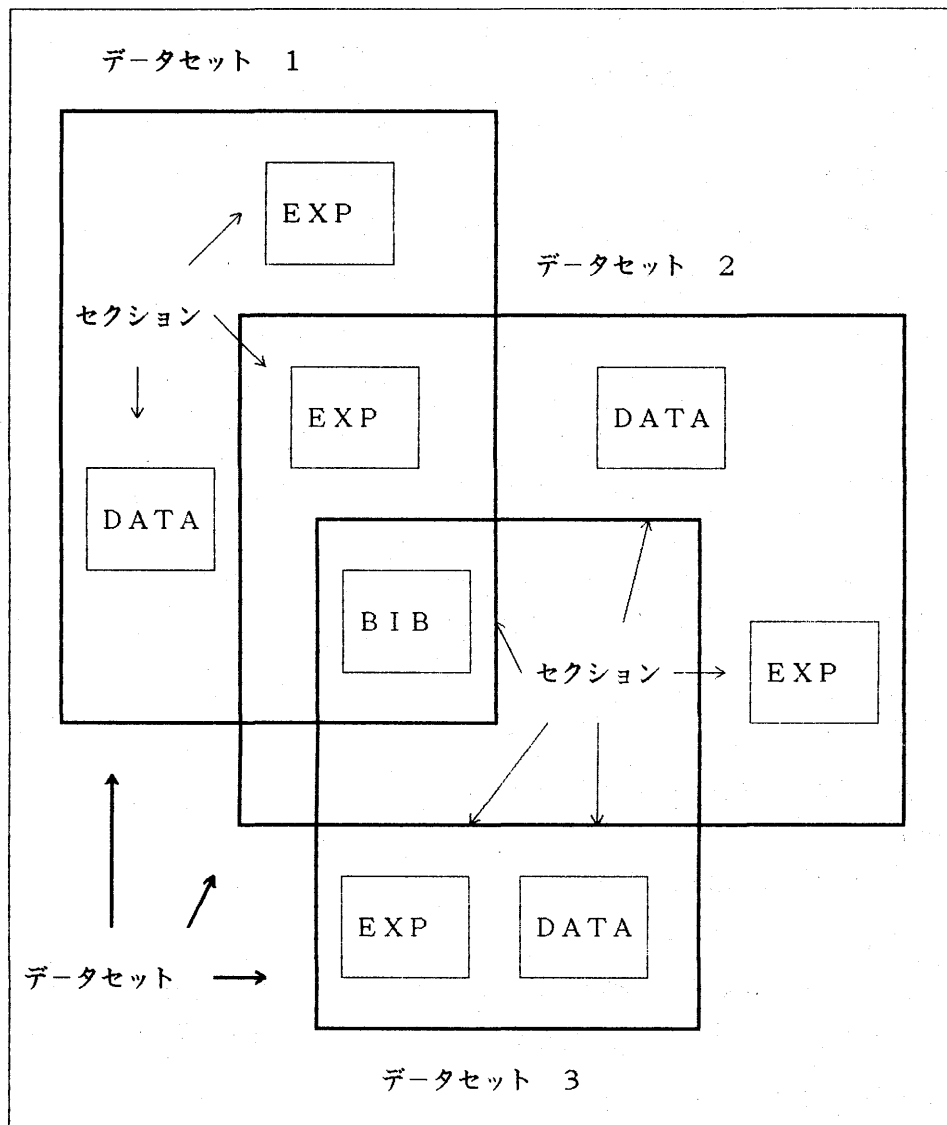 データセット 1
EXP
データセット 2
セクション
EXP
DATA
DATA
BIB
セクション
EXP
EXP
DATA
データセット
データセット 3